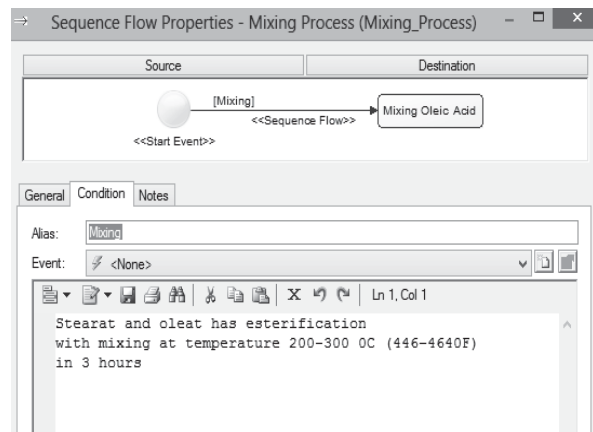 Sequence Flow Properties - Mixing Process (Mixing_Process)
Source Destination
[Mixing]
<<Sequence Flow>>
Mixing Oleic Acid
<<Start Event>>
General Condition Notes
Alias: Mixing
Event: <None>
Ln 1, Col 1
Stearat and oleat has esterification
with mixing at temperature 200-300 0C (446-4640F)
in 3 hours